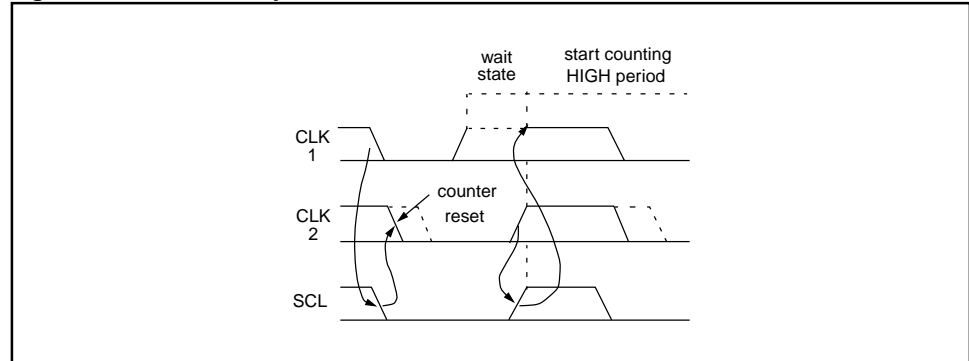 wait
state
start counting
HIGH period
CLK
1
counter
reset
CLK
2
SCL